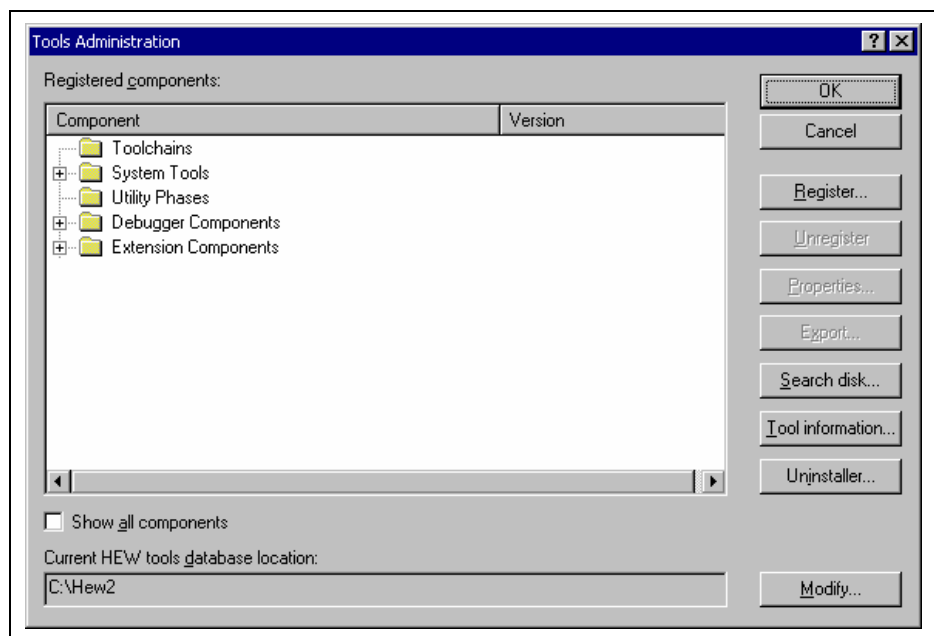 Tools Administration
Registered components:
Component Version
Toolchains
System Tools
Utility Phases
Debugger Components
Extension Components
OK
Cancel
Register...
Unregister
Properties...
Export...
Search disk...
Tool information...
Uninstaller...
Show all components
Current HEW tools database location:
C:\Hew2
Modify...